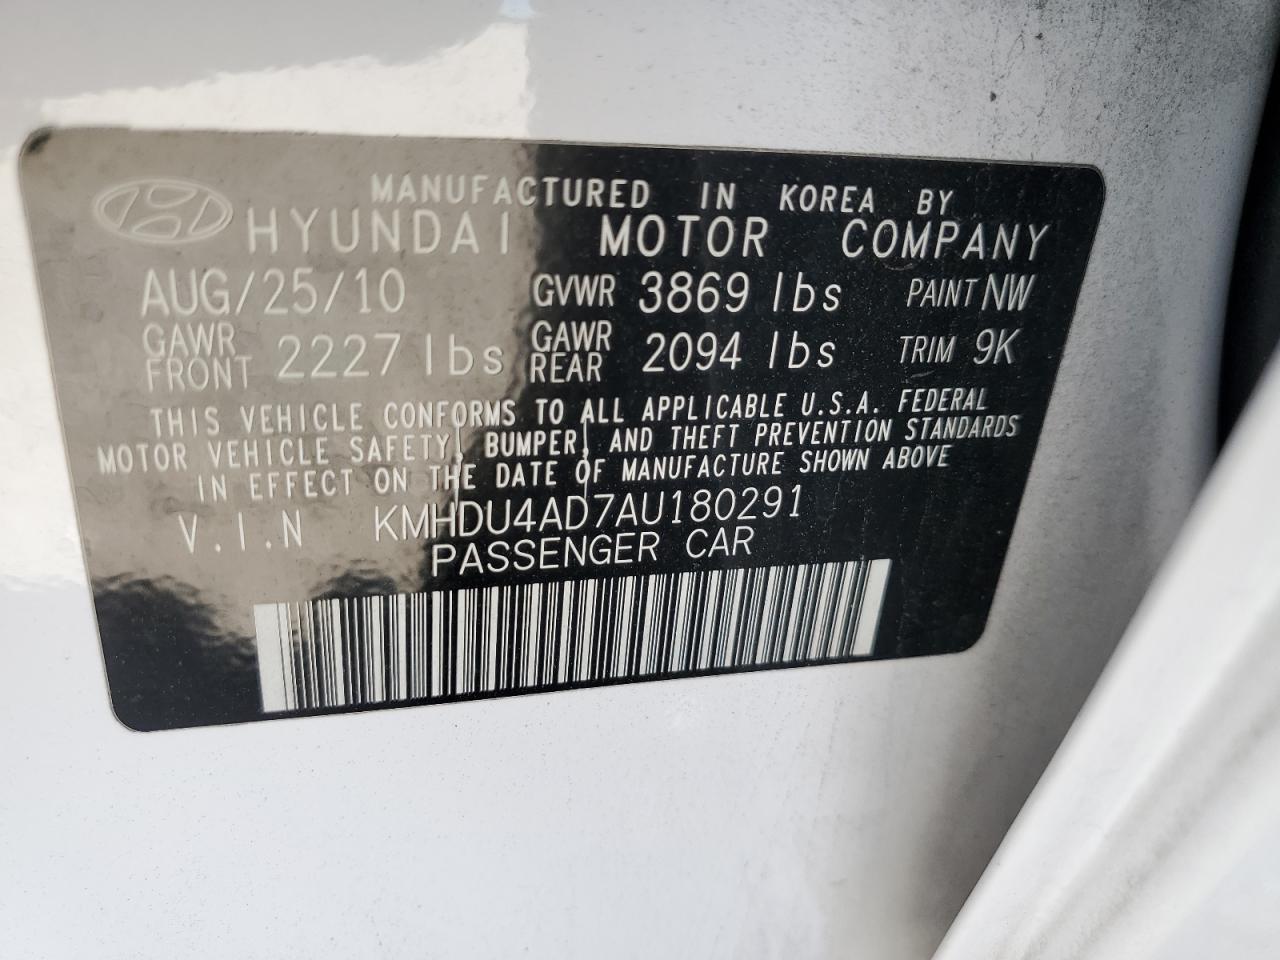 MANUFACTURED IN KOREA BY
HYUNDAI MOTOR COMPANY
AUG/25/10 GVWR 3869 lbs PAINT NW
GAWR FRONT 2227 lbs GAWR REAR 2094 lbs TRIM 9K
THIS VEHICLE CONFORMS TO ALL APPLICABLE U.S.A. FEDERAL
MOTOR VEHICLE SAFETY, BUMPER, AND THEFT PREVENTION STANDARDS
IN EFFECT ON THE DATE OF MANUFACTURE SHOWN ABOVE
V.I.N KMHDU4AD7AU180291
PASSENGER CAR